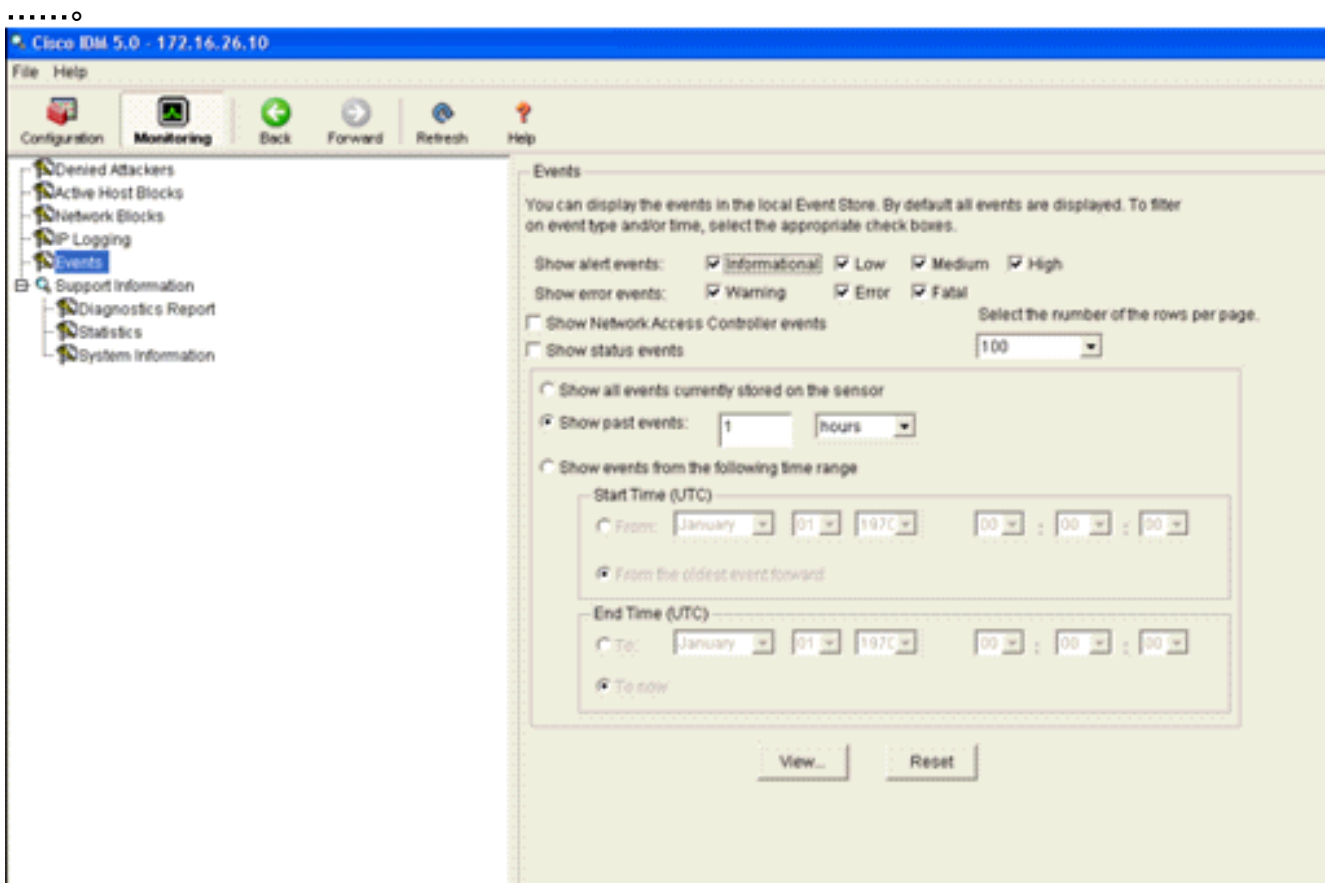 ......。
Cisco IDM 5.0 - 172.16.26.10
File Help
Configuration Monitoring Back Forward Refresh Help
Denied Attackers
Active Host Blocks
Network Blocks
IP Logging
Events
Support Information
Diagnostics Report
Statistics
System Information
Events
You can display the events in the local Event Store. By default all events are displayed. To filter
on event type and/or time, select the appropriate check boxes.
Show alert events: Informational Low Medium High
Show error events: Warning Error Fatal
Show Network Access Controller events
Select the number of the rows per page.
Show status events
100
Show all events currently stored on the sensor
Show past events: 1 hours
Show events from the following time range
Start Time (UTC)
From: January 01 1970 00 : 00 : 00
From the oldest event forward
End Time (UTC)
To: January 01 1970 00 : 00 : 00
To now
View... Reset